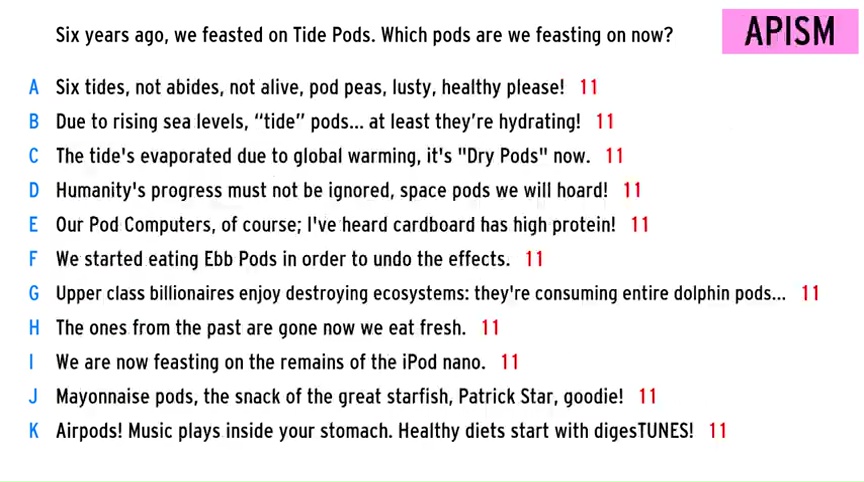 Six years ago, we feasted on Tide Pods. Which pods are we feasting on now?
APISM
A Six tides, not abides, not alive, pod peas, lusty, healthy please! 11
B Due to rising sea levels, “tide” pods... at least they’re hydrating! 11
C The tide's evaporated due to global warming, it's "Dry Pods" now. 11
D Humanity's progress must not be ignored, space pods we will hoard! 11
E Our Pod Computers, of course; I've heard cardboard has high protein! 11
F We started eating Ebb Pods in order to undo the effects. 11
G Upper class billionaires enjoy destroying ecosystems: they're consuming entire dolphin pods... 11
H The ones from the past are gone now we eat fresh. 11
I We are now feasting on the remains of the iPod nano. 11
J Mayonnaise pods, the snack of the great starfish, Patrick Star, goodie! 11
K Airpods! Music plays inside your stomach. Healthy diets start with digesTUNES! 11